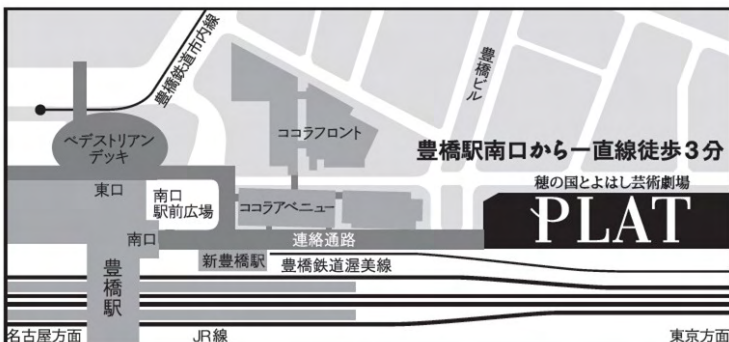 豊橋鉄道市内線
豊橋ビル
ペデストリアン
デッキ
ココラフロント
豊橋駅南口から一直線徒歩3分
穂の国とよはし芸術劇場
PLAT
東口
南口
駅前広場
ココラアベニュー
南口
連絡通路
新豊橋駅
豊橋鉄道渥美線
豊橋駅
名古屋方面
JR線
東京方面